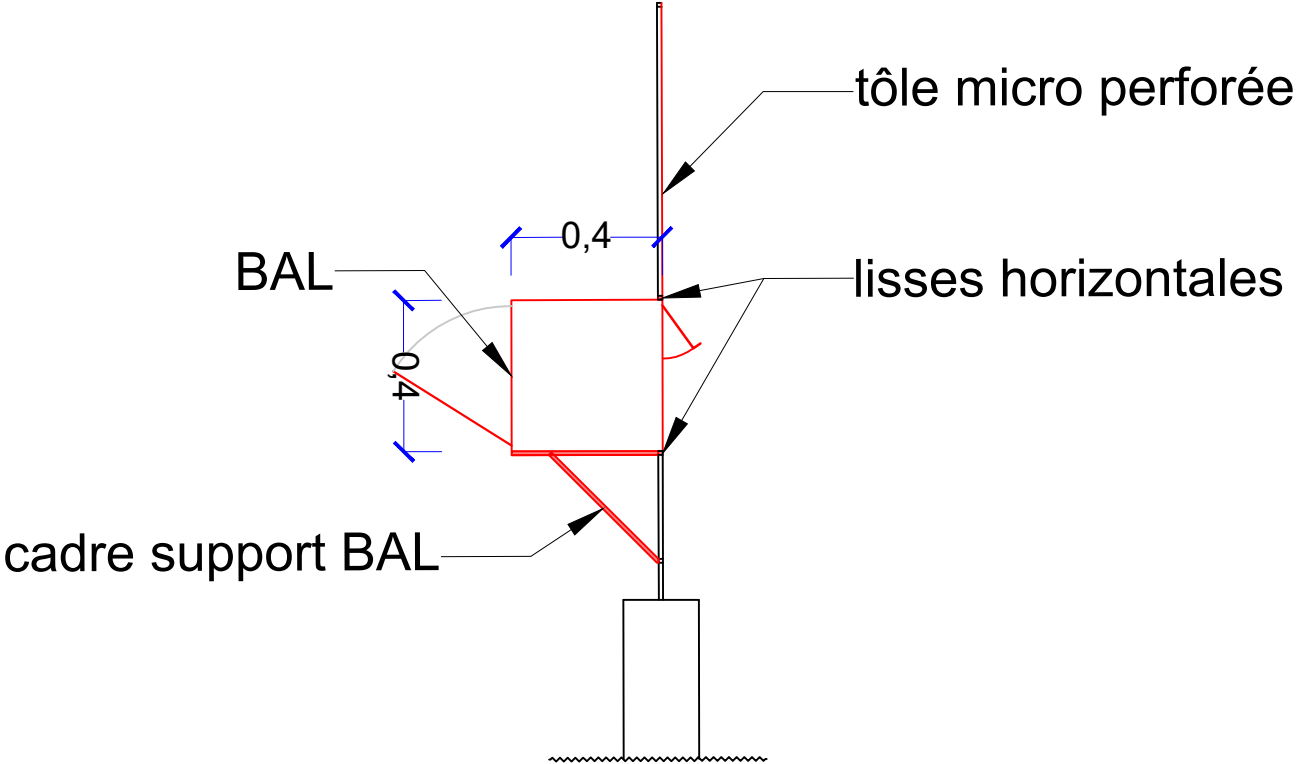 tôle micro perforée
0,4
BAL
lisses horizontales
0,4
cadre support BAL